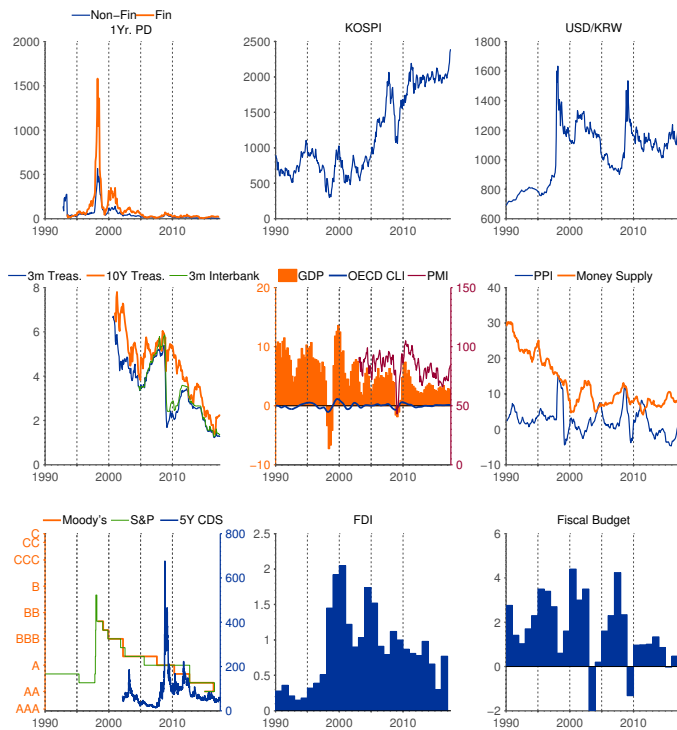 Non−Fin Fin
1Yr. PD
KOSPI
USD/KRW
2000
1500
1000
500
0
1990 2000 2010
2500
2000
1500
1000
500
0
1990 2000 2010
1800
1600
1400
1200
1000
800
600
1990 2000 2010
3m Treas. 10Y Treas. 3m Interbank
8
6
4
2
0
1990 2000 2010
GDP OECD CLI PMI
20
10
0
−10
150
100
50
0
1990 2000 2010
PPI Money Supply
40
30
20
10
0
−10
1990 2000 2010
Moody's S&P 5Y CDS
C
CC
CCC
B
BB
BBB
A
AA
AAA
800
600
400
200
0
1990 2000 2010
FDI
2.5
2
1.5
1
0.5
0
1990 2000 2010
Fiscal Budget
6
4
2
0
−2
1990 2000 2010